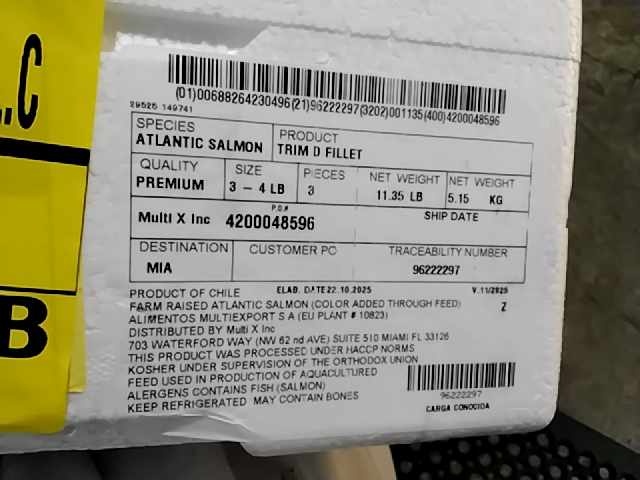 .C
B
(01)00688264230496(21)96222297(3202)001135(400)4200048596
29525 149741
SPECIES PRODUCT
ATLANTIC SALMON TRIM D FILLET
QUALITY SIZE PIECES NET WEIGHT NET WEIGHT
PREMIUM 3 – 4 LB 3 11.35 LB 5.15 KG
P.O.# SHIP DATE
Multi X Inc 4200048596
DESTINATION CUSTOMER PO TRACEABILITY NUMBER
MIA 96222297
PRODUCT OF CHILE ELAB. DATE 22.10.2025 V.11/2025
FARM RAISED ATLANTIC SALMON (COLOR ADDED THROUGH FEED) Z
ALIMENTOS MULTIEXPORT S A (EU PLANT # 10823)
DISTRIBUTED BY Multi X Inc
703 WATERFORD WAY (NW 62 nd AVE) SUITE 510 MIAMI FL 33126
THIS PRODUCT WAS PROCESSED UNDER HACCP NORMS
KOSHER UNDER SUPERVISION OF THE ORTHODOX UNION
FEED USED IN PRODUCTION OF AQUACULTURED
ALLERGENS CONTAINS FISH (SALMON)
KEEP REFRIGERATED MAY CONTAIN BONES
96222297
CARGA CONOCIDA